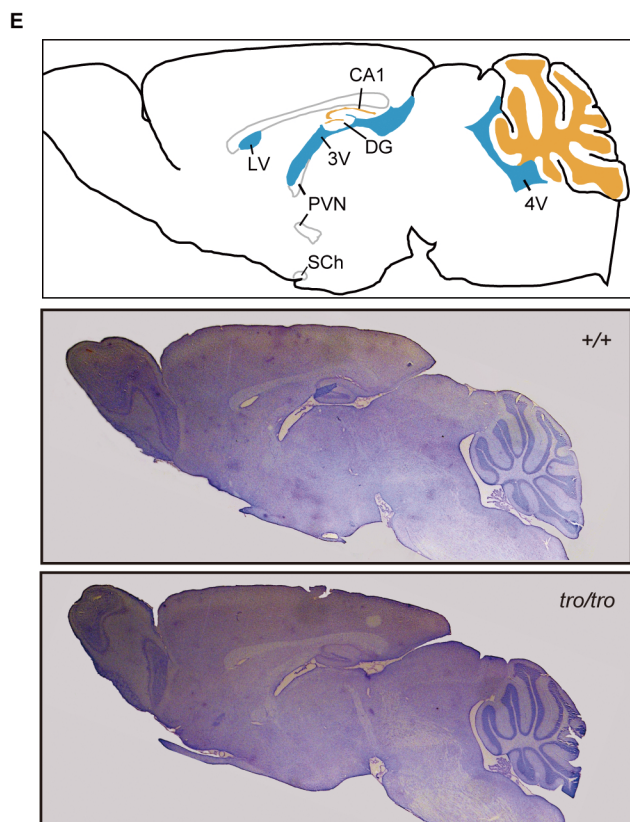 E
CA1
LV
3V
DG
PVN
4V
SCh
+/+
tro/tro